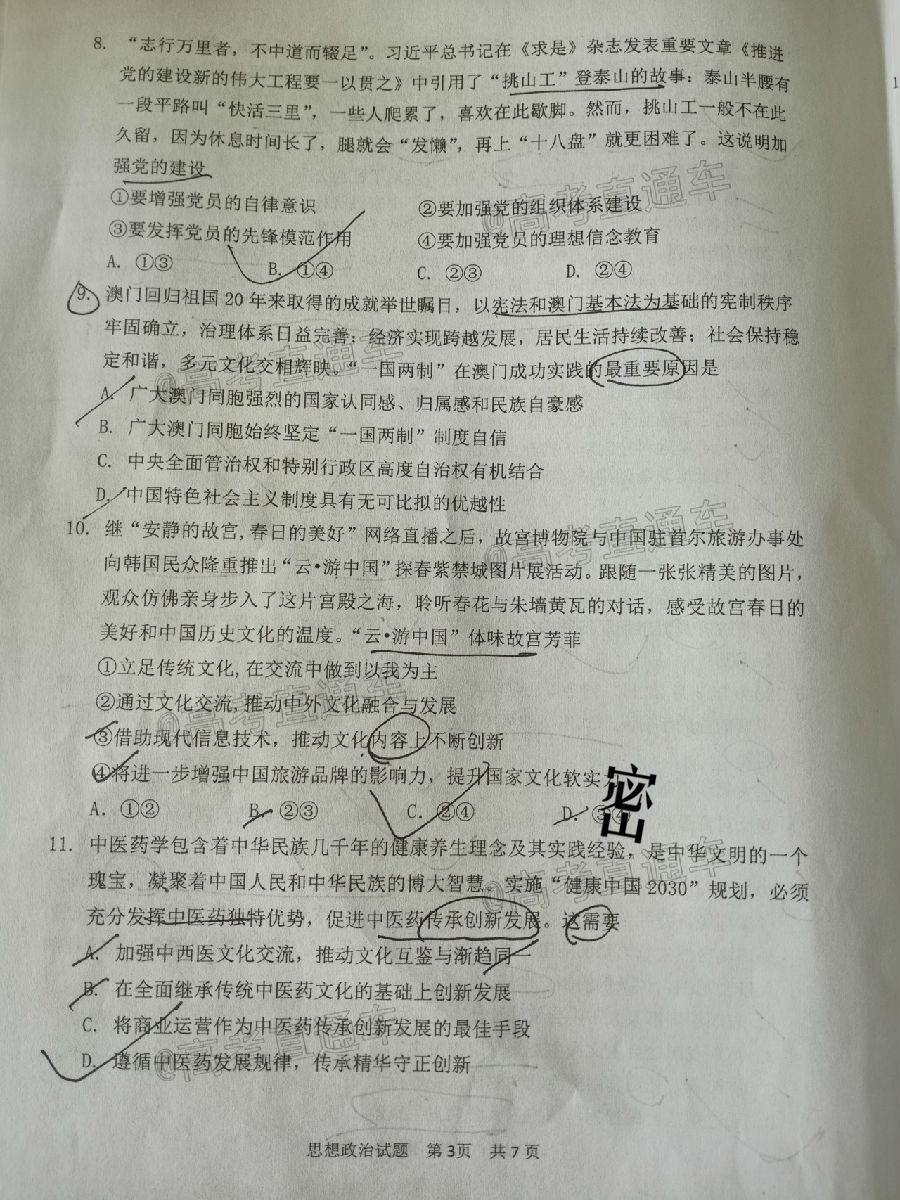 8. “志行万里者，不中道而辍足”。习近平总书记在《求是》杂志发表重要文章《推进
党的建设新的伟大工程要一以贯之》中引用了“挑山工”登泰山的故事：泰山半腰有
一段平路叫“快活三里”，一些人爬累了，喜欢在此歇脚。然而，挑山工一般不在此
久留，因为休息时间长了，腿就会“发懒”，再上“十八盘”就更困难了。这说明加
强党的建设
①要增强党员的自律意识 ②要加强党的组织体系建设
③要发挥党员的先锋模范作用 ④要加强党员的理想信念教育
A. ①③ B. ①④ C. ②③ D. ②④
9. 澳门回归祖国 20 年来取得的成就举世瞩目，以宪法和澳门基本法为基础的宪制秩序
牢固确立，治理体系日益完善；经济实现跨越发展，居民生活持续改善；社会保持稳
定和谐，多元文化交相辉映。“一国两制”在澳门成功实践的最重要原因是
A. 广大澳门同胞强烈的国家认同感、归属感和民族自豪感
B. 广大澳门同胞始终坚定“一国两制”制度自信
C. 中央全面管治权和特别行政区高度自治权有机结合
D. 中国特色社会主义制度具有无可比拟的优越性
10. 继“安静的故宫,春日的美好”网络直播之后，故宫博物院与中国驻首尔旅游办事处
向韩国民众隆重推出“云•游中国”探春紫禁城图片展活动。跟随一张张精美的图片，
观众仿佛亲身步入了这片宫殿之海，聆听春花与朱墙黄瓦的对话，感受故宫春日的
美好和中国历史文化的温度。“云•游中国”体味故宫芳菲
①立足传统文化,在交流中做到以我为主
②通过文化交流,推动中外文化融合与发展
③借助现代信息技术，推动文化内容上不断创新
④将进一步增强中国旅游品牌的影响力，提升国家文化软实
密
A. ①② B. ②③ C. ②④ D. ③④
11. 中医药学包含着中华民族几千年的健康养生理念及其实践经验，是中华文明的一个
瑰宝，凝聚着中国人民和中华民族的博大智慧。实施“健康中国 2030”规划，必须
充分发挥中医药独特优势，促进中医药传承创新发展。这需要
A. 加强中西医文化交流，推动文化互鉴与渐趋同一
B. 在全面继承传统中医药文化的基础上创新发展
C. 将商业运营作为中医药传承创新发展的最佳手段
D. 遵循中医药发展规律，传承精华守正创新
思想政治试题 第 3页 共 7 页
@高考直通车
@高考直通车
@高考直通车
@高考直通车
@高考直通车
@高考直通车